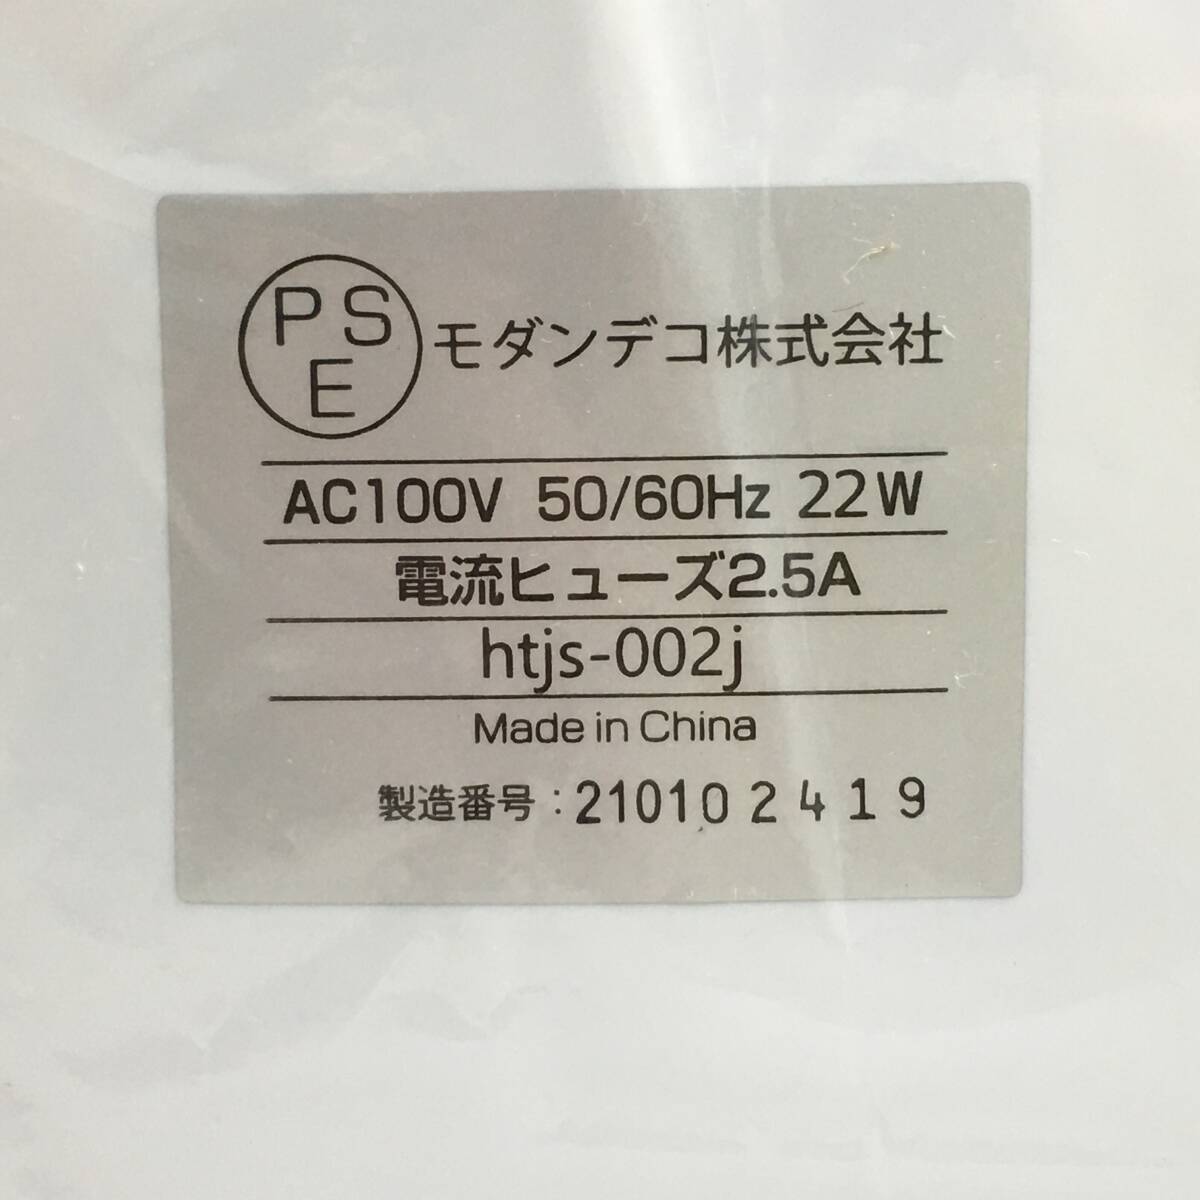 PSE モダンデコ株式会社
AC100V 50/60Hz 22W
電流ヒューズ2.5A
htjs-002j
Made in China
製造番号：210102419